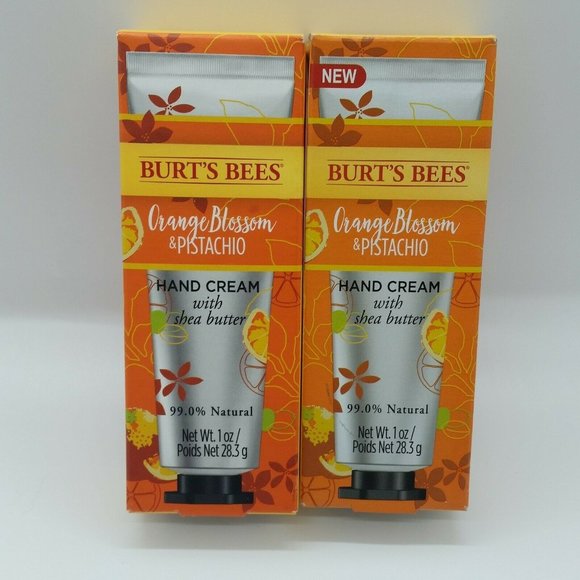 BURT'S BEES®
Orange Blossom
& PISTACHIO
HAND CREAM
with
shea butter
99.0% Natural
Net Wt. 1 oz /
Poids Net 28.3 g
NEW
BURT'S BEES®
Orange Blossom
& PISTACHIO
HAND CREAM
with
shea butter
99.0% Natural
Net Wt. 1 oz /
Poids Net 28.3 g